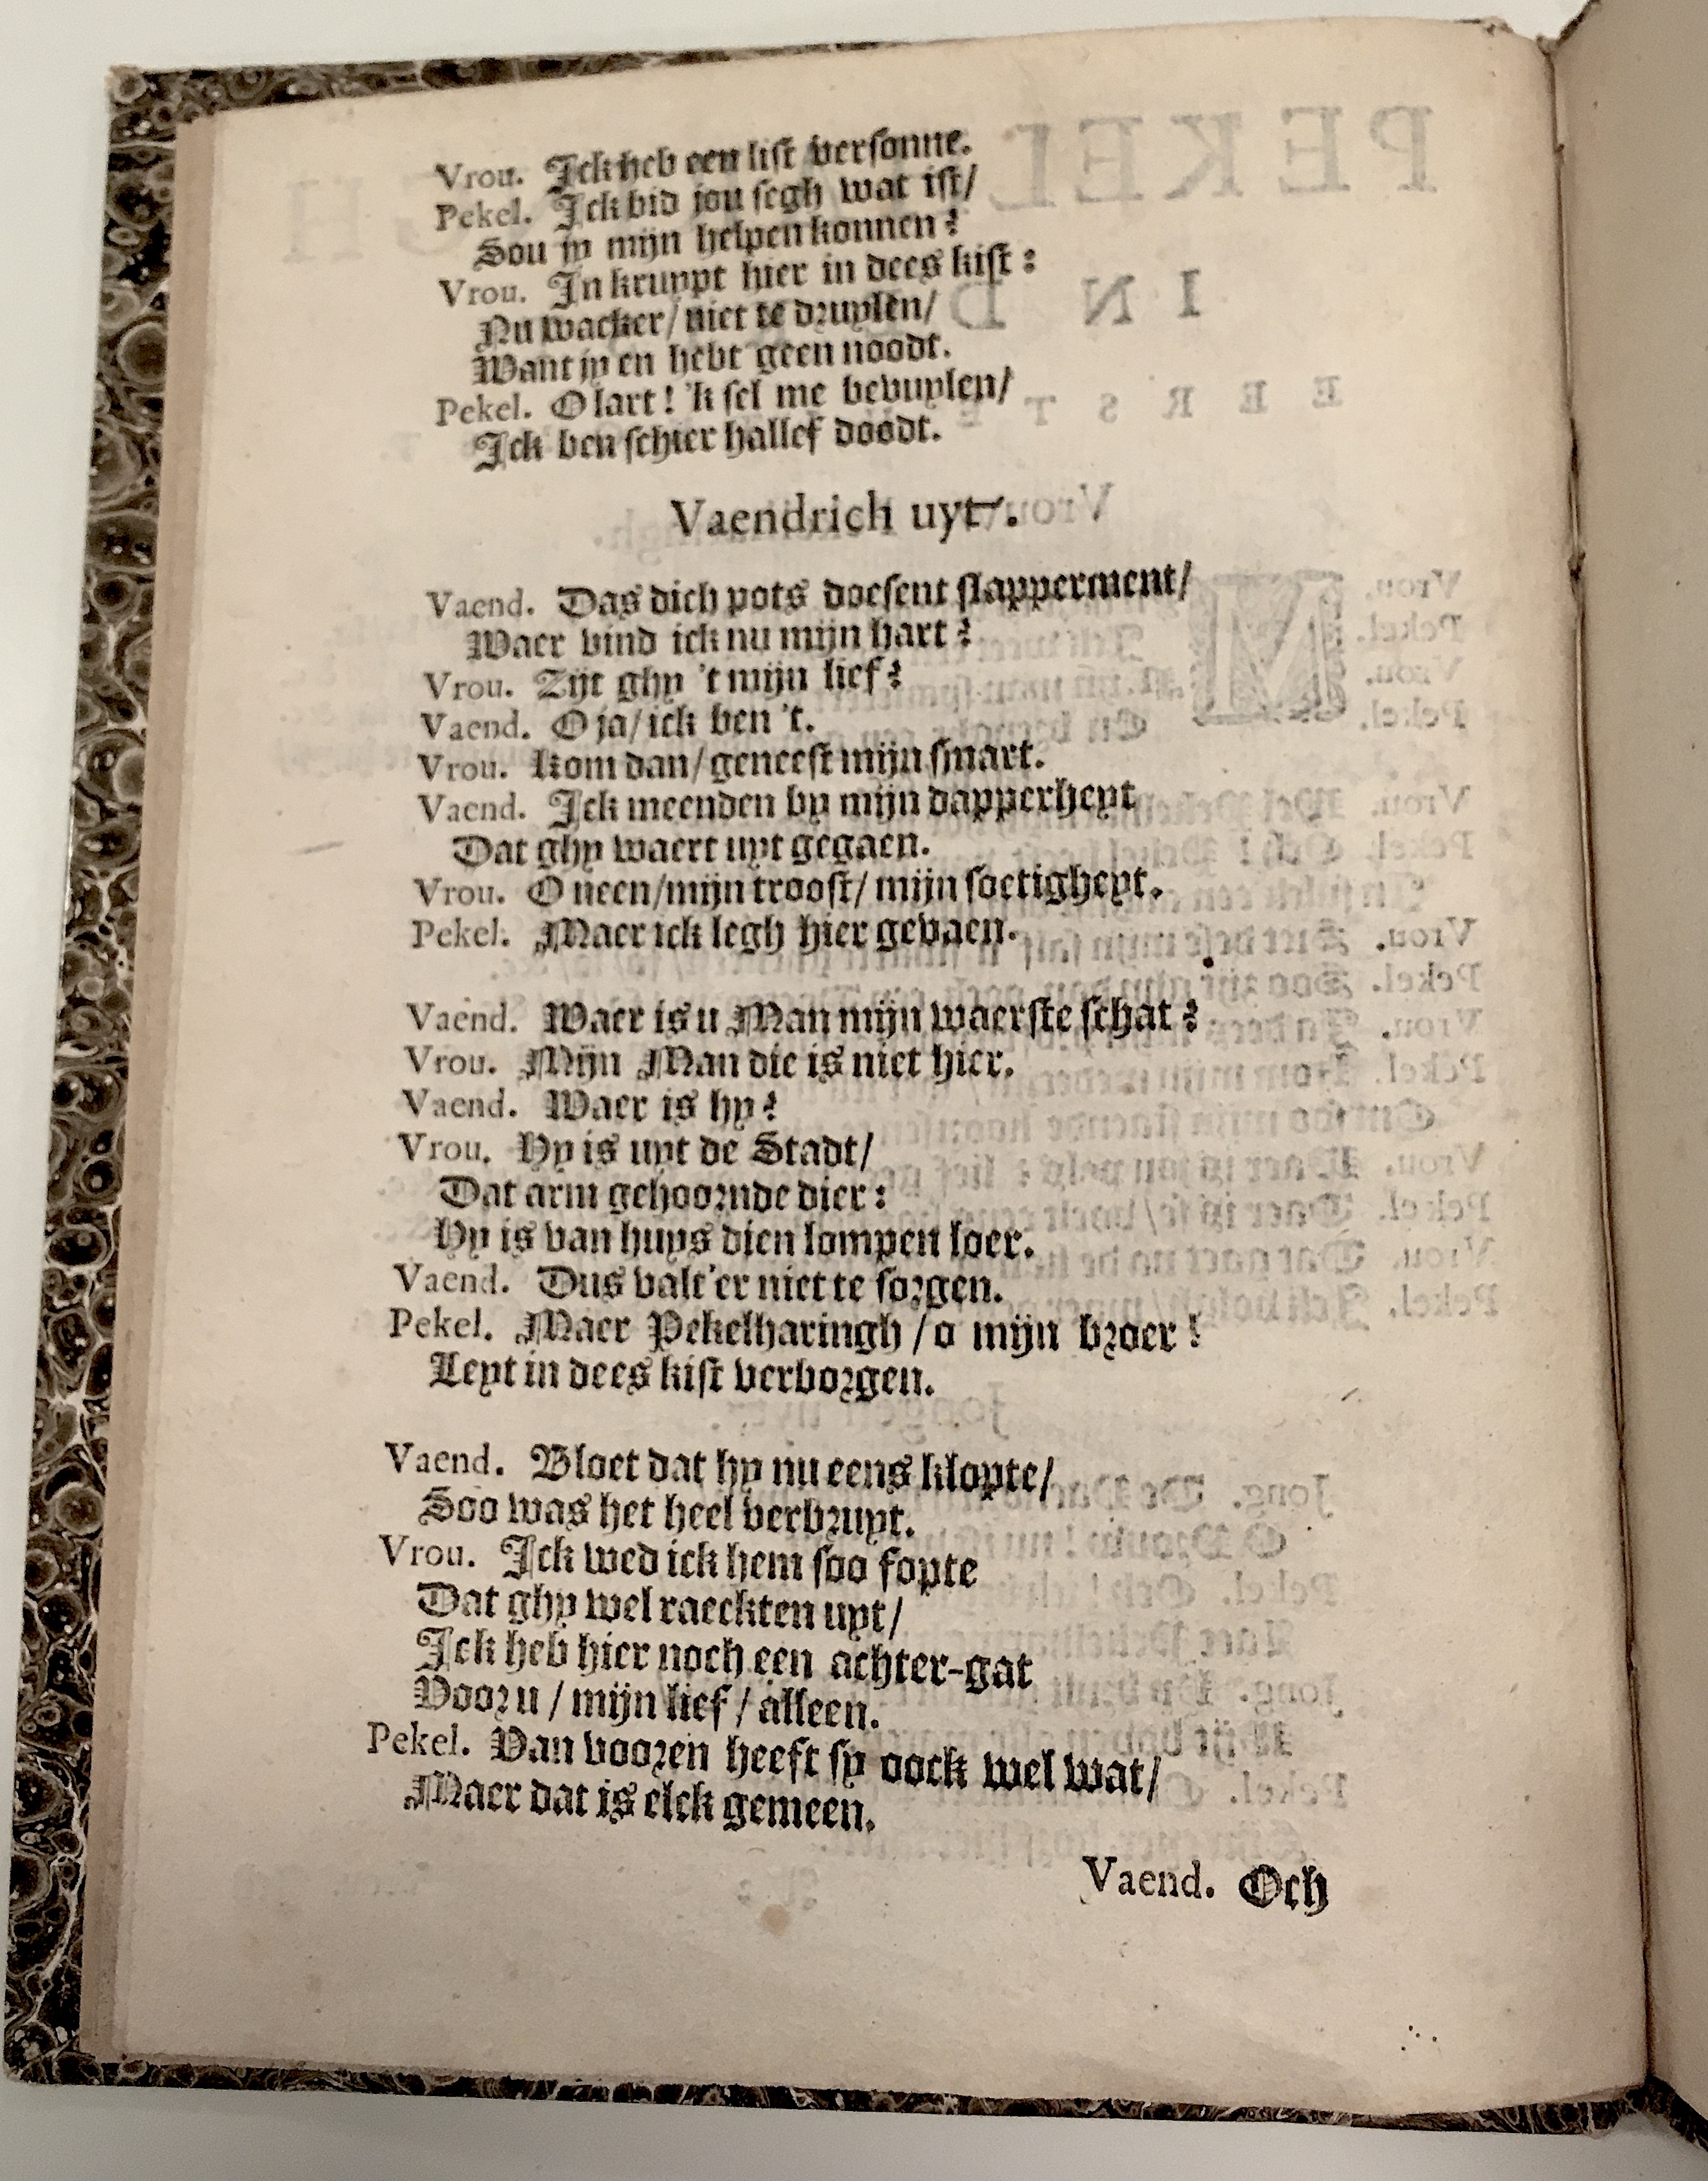 Vrou. Ick heb een list versonne.
Pekel. Ick bid jou segh wat ist/
Sou jy mijn helpen konnen?
Vrou. In kruypt hier in dees kist:
Nu wacker/ niet te druylen/
Want jy en hebt geen noodt.
Pekel. O lart! 'k sel me bevuylen/
Ick ben schier hallef doodt.
Vaendrich uyt.
Vaend. Das dich pots doesent slapperment/
Waer vind ick nu mijn hart?
Vrou. Zijt ghy 't mijn lief?
Vaend. O ja/ ick ben 't.
Vrou. Kom dan/ geneest mijn smart.
Vaend. Ick meenden by mijn dapperheyt
Dat ghy waert uyt gegaen.
Vrou. O neen/ mijn troost/ mijn soetigheyt.
Pekel. Maer ick legh hier gevaen.
Vaend. Waer is u Man mijn waerste schat?
Vrou. Mijn Man die is niet hier.
Vaend. Waer is hy?
Vrou. Hy is uyt de Stadt/
Dat arm gehoornde dier:
Hy is van huys dien lompen loer.
Vaend. Dus valt'er niet te sorgen.
Pekel. Maer Pekelharingh / o mijn broer!
Leyt in dees kist verborgen.
Vaend. Bloet dat hy nu eens klopte/
Soo was het heel verbruyt.
Vrou. Ick wed ick hem soo fopte
Dat ghy wel raeckten uyt/
Ick heb hier noch een achter-gat
Voor u / mijn lief / alleen.
Pekel. Van vooren heeft sy oock wel wat/
Maer dat is elck gemeen.
Vaend. Och